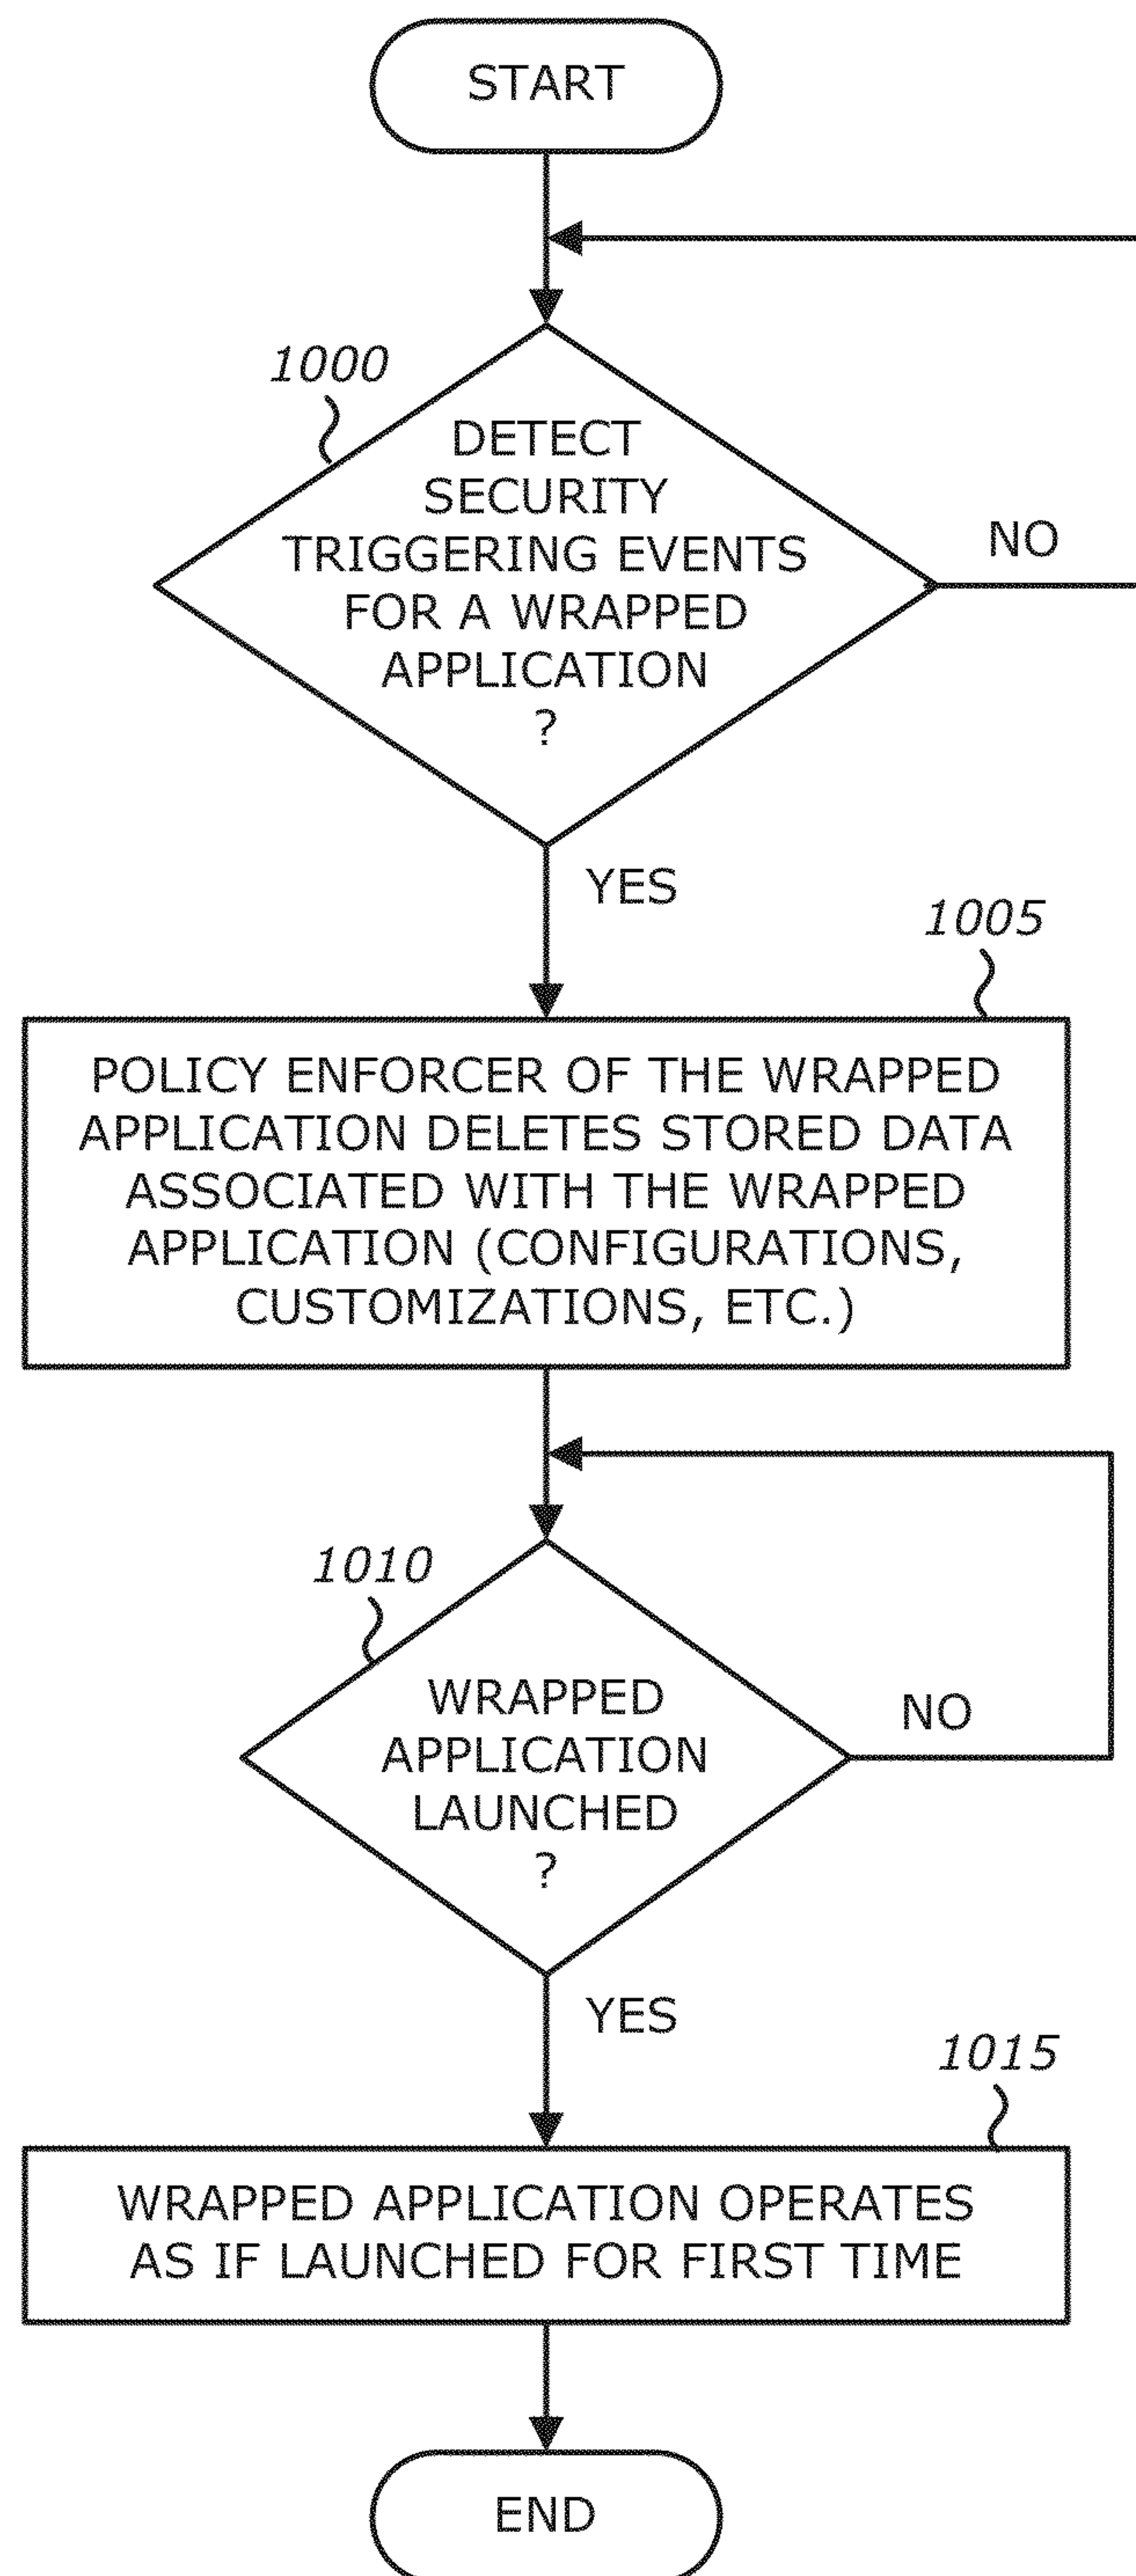 START
1000
DETECT
SECURITY
TRIGGERING EVENTS
FOR A WRAPPED
APPLICATION
?
NO
YES
1005
POLICY ENFORCER OF THE WRAPPED
APPLICATION DELETES STORED DATA
ASSOCIATED WITH THE WRAPPED
APPLICATION (CONFIGURATIONS,
CUSTOMIZATIONS, ETC.)
1010
WRAPPED
APPLICATION
LAUNCHED
?
NO
YES
1015
WRAPPED APPLICATION OPERATES
AS IF LAUNCHED FOR FIRST TIME
END